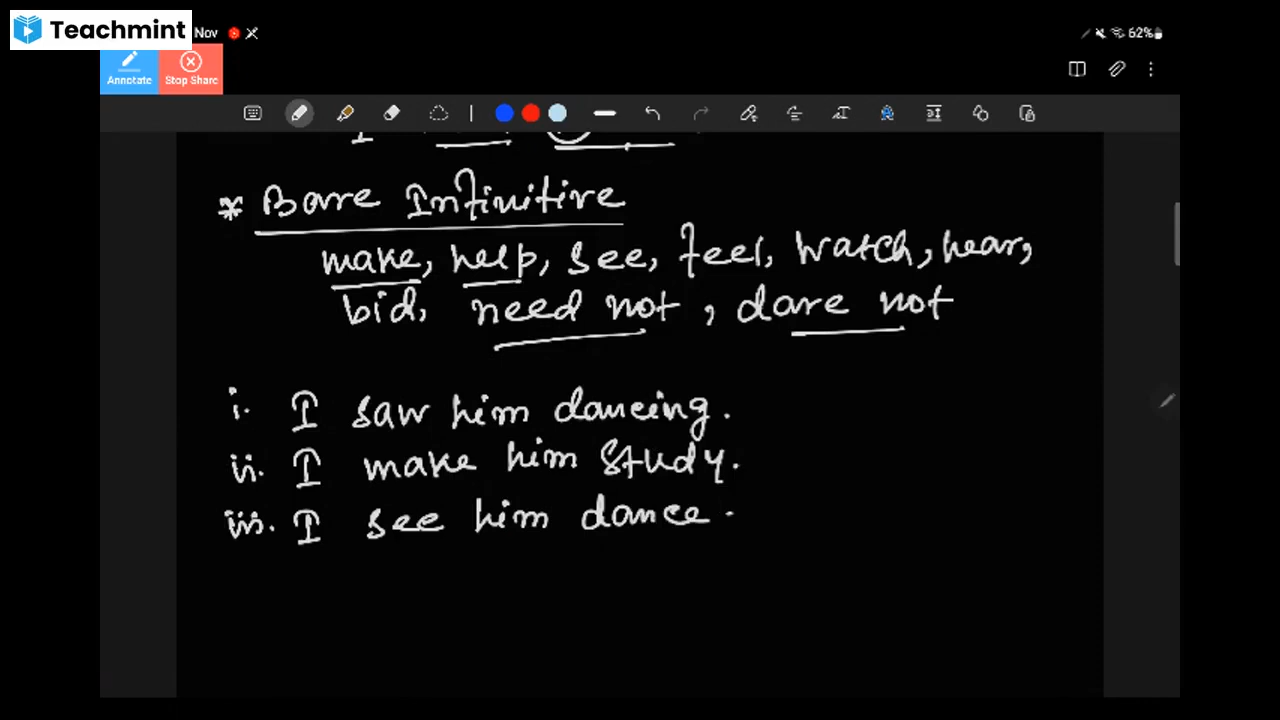 Teachmint
Nov
62%
Annotate
Stop Share
* Bare Infinitive
make, help, see, feel, watch, hear,
bid, need not, dare not
i. I saw him dancing.
ii. I make him study.
iii. I see him dance.